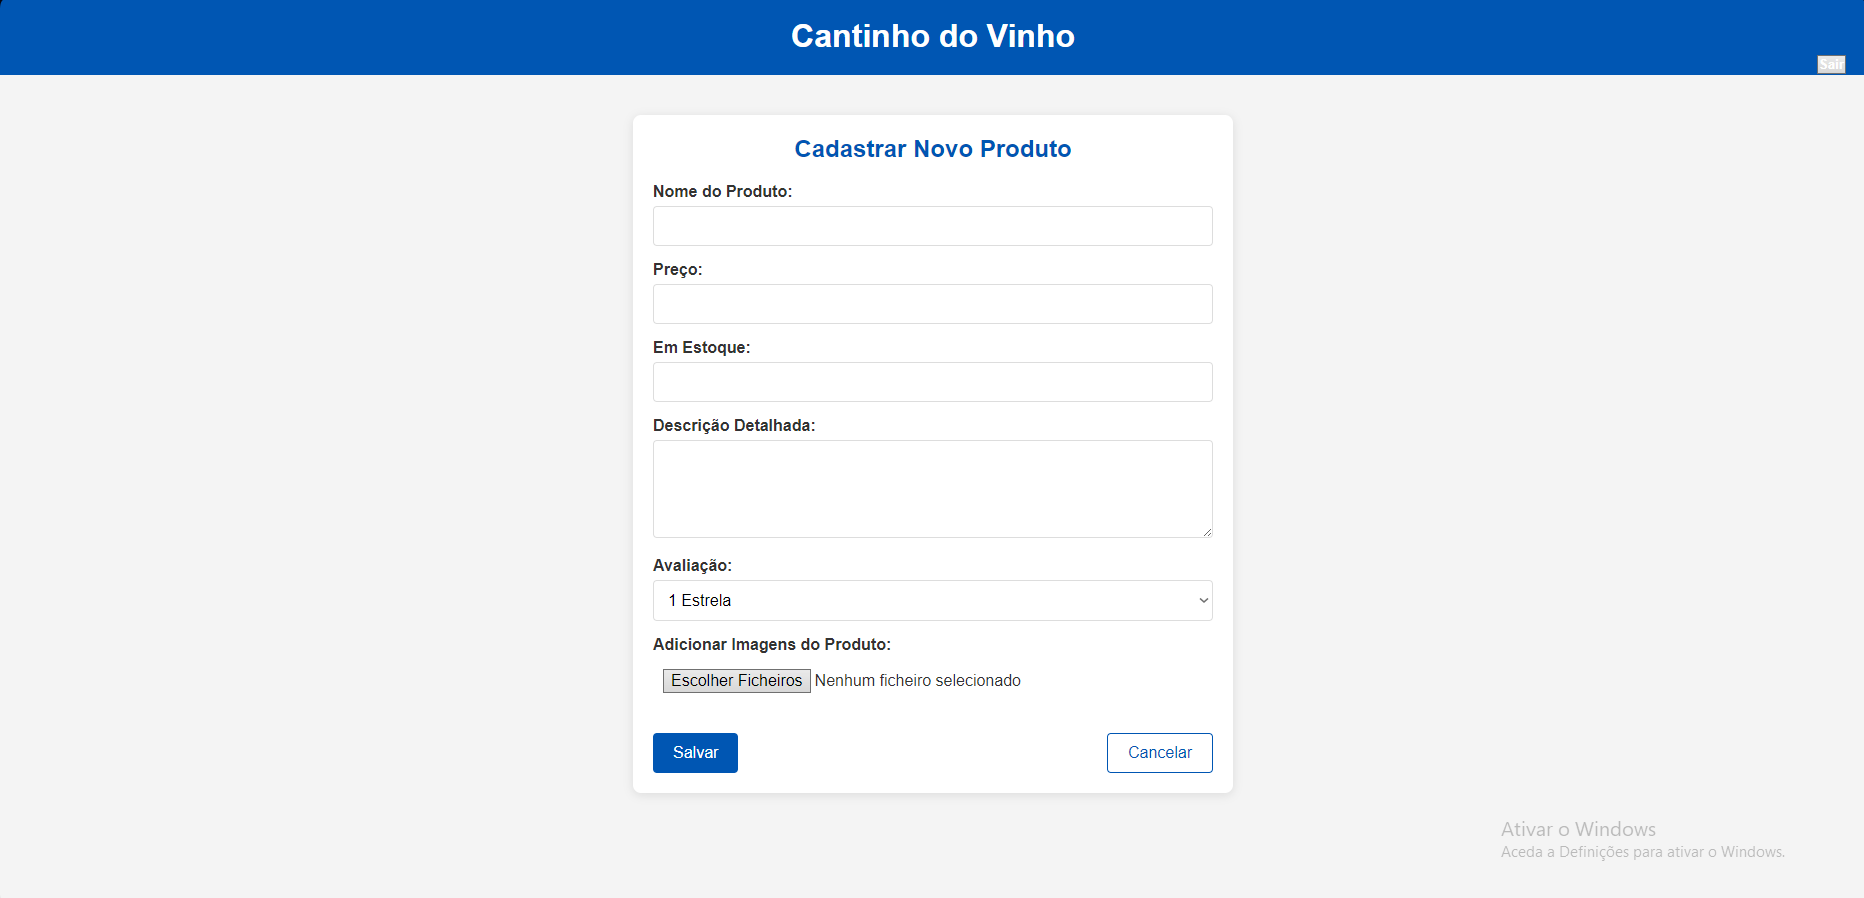 Cantinho do Vinho
Sair
Cadastrar Novo Produto
Nome do Produto:
Preço:
Em Estoque:
Descrição Detalhada:
Avaliação:
1 Estrela
Adicionar Imagens do Produto:
Escolher Ficheiros Nenhum ficheiro selecionado
Salvar Cancelar
Ativar o Windows
Aceda a Definições para ativar o Windows.